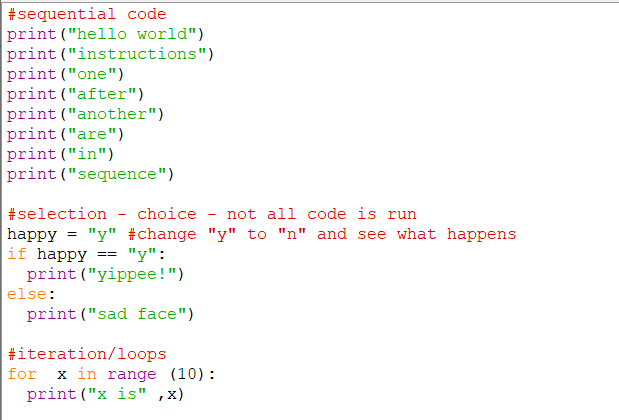 #sequential code
print("hello world")
print("instructions")
print("one")
print("after")
print("another")
print("are")
print("in")
print("sequence")

#selection - choice - not all code is run
happy = "y" #change "y" to "n" and see what happens
if happy == "y":
  print("yippee!")
else:
  print("sad face")

#iteration/loops
for  x in range (10):
  print("x is" ,x)